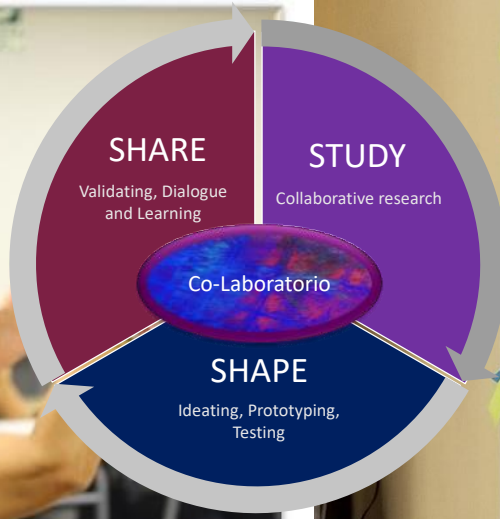 SHARE
Validating, Dialogue
and Learning
STUDY
Collaborative research
Co-Laboratorio
SHAPE
Ideating, Prototyping,
Testing